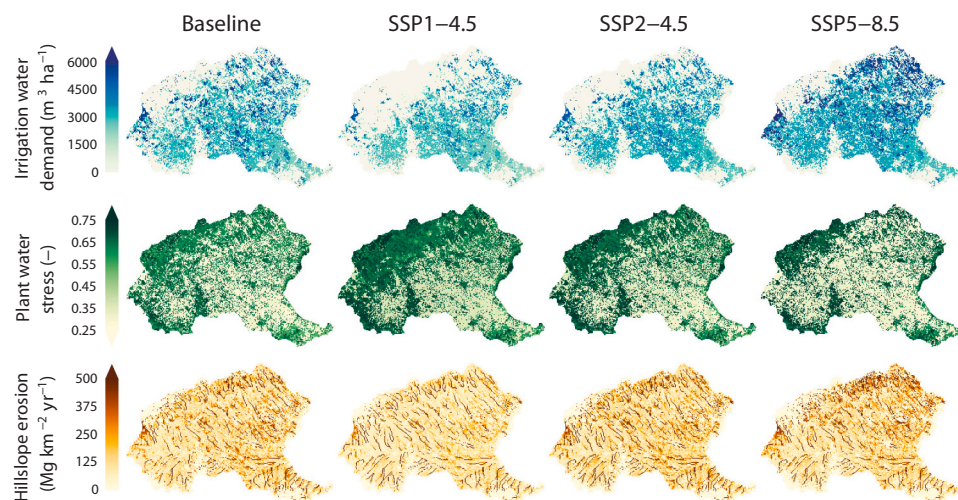 Baseline SSP1−4.5 SSP2−4.5 SSP5−8.5
Irrigation water
demand (m ³ ha⁻¹)
6000
4500
3000
1500
0
Plant water
stress (−)
0.75
0.65
0.55
0.45
0.35
0.25
Hillslope erosion
(Mg km⁻² yr⁻¹)
500
375
250
125
0